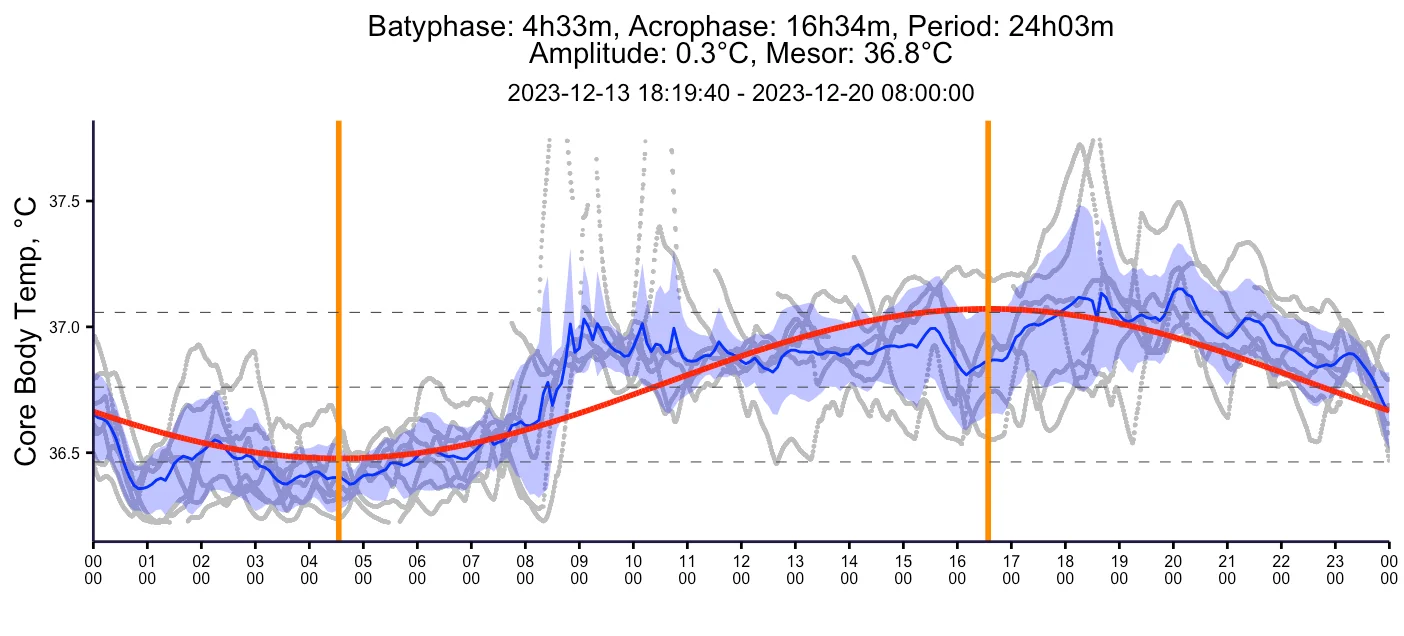 Batyphase: 4h33m, Acrophase: 16h34m, Period: 24h03m
Amplitude: 0.3°C, Mesor: 36.8°C
2023-12-13 18:19:40 - 2023-12-20 08:00:00
Core Body Temp, °C
37.5
37.0
36.5
00 01 02 03 04 05 06 07 08 09 10 11 12 13 14 15 16 17 18 19 20 21 22 23 00
00 00 00 00 00 00 00 00 00 00 00 00 00 00 00 00 00 00 00 00 00 00 00 00 00